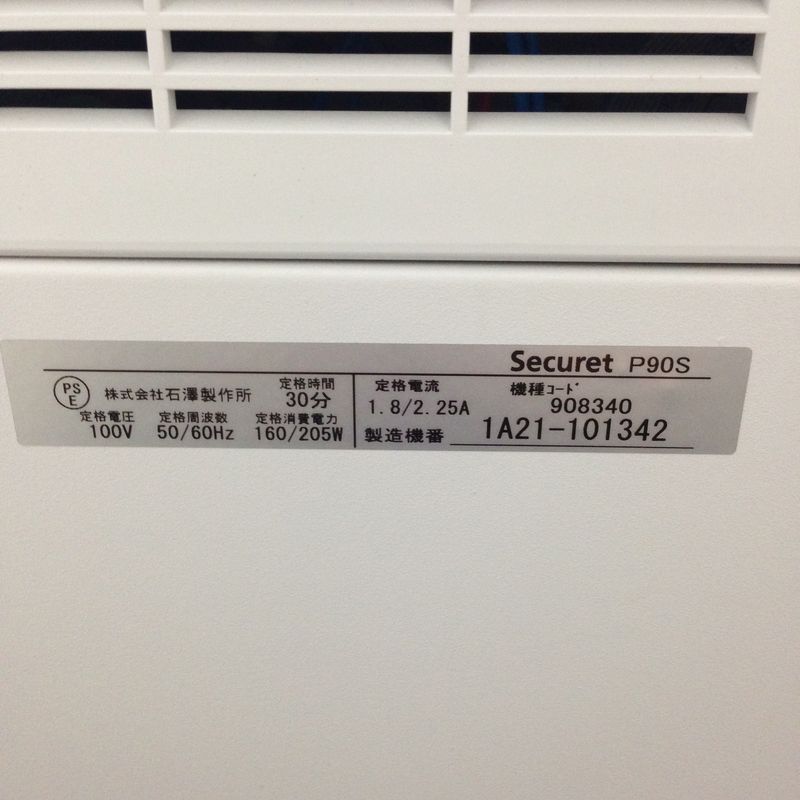 Securet P90S
PSE 株式会社石澤製作所
定格時間
30分
定格電圧 定格周波数 定格消費電力
100V 50/60Hz 160/205W
定格電流
1.8/2.25A
機種ｺｰﾄﾞ
908340
製造機番 1A21-101342